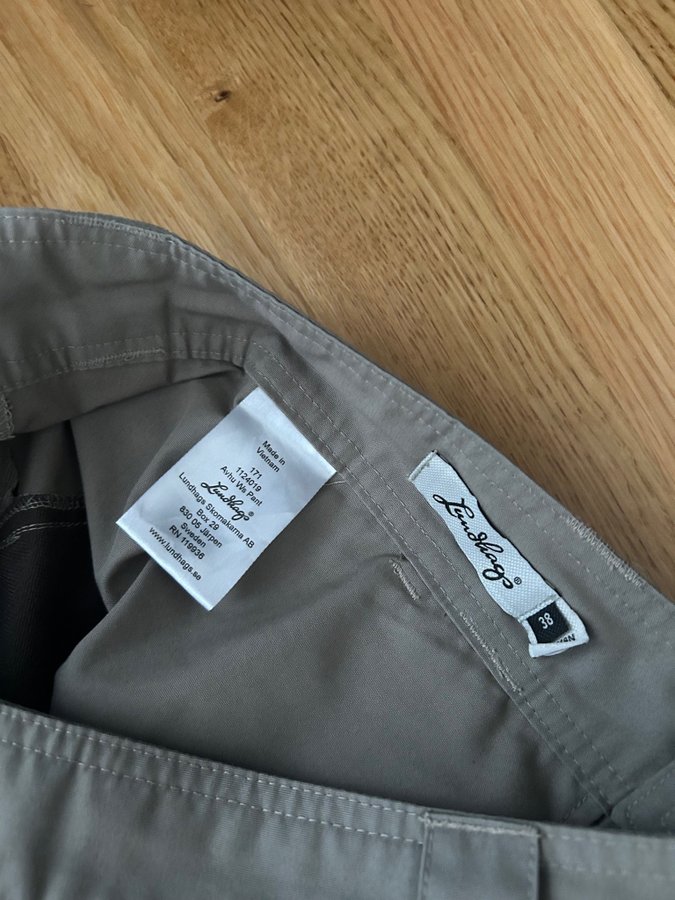 Made in
Vietnam
171
1124019
Avhu Ws Pant
Lundhags®
Lundhags Skomakarna AB
Box 29
830 05 Järpen
Sweden
RN 119936
www.lundhags.se
Lundhags®
38